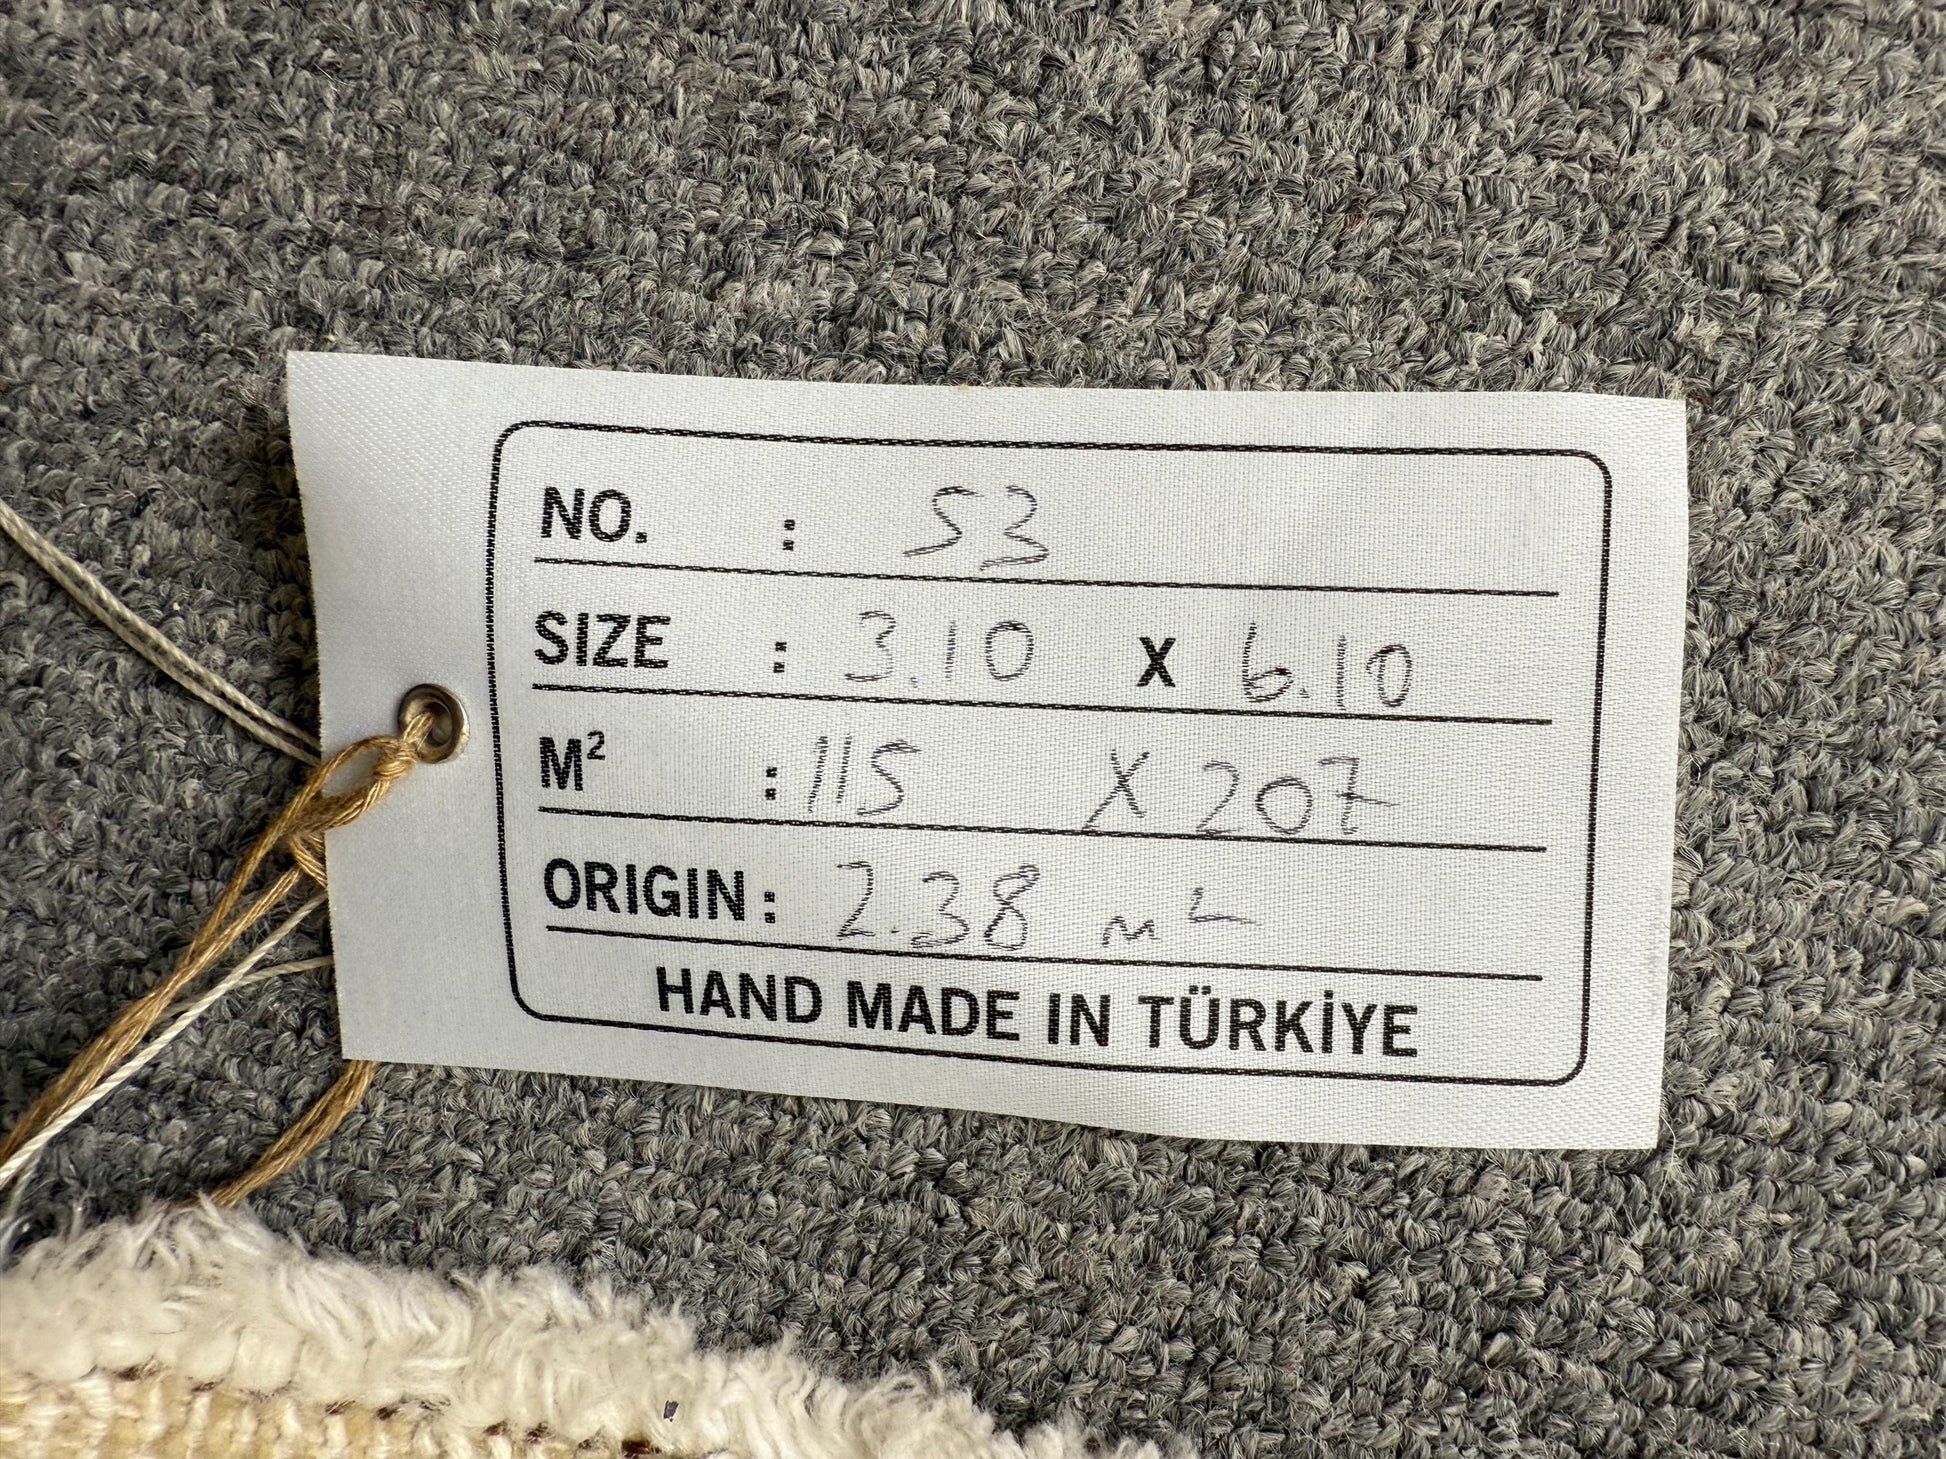 NO. : 53
SIZE : 3.10 X 6.10
M² : 115 X 207
ORIGIN : 2.38 m²
HAND MADE IN TÜRKİYE